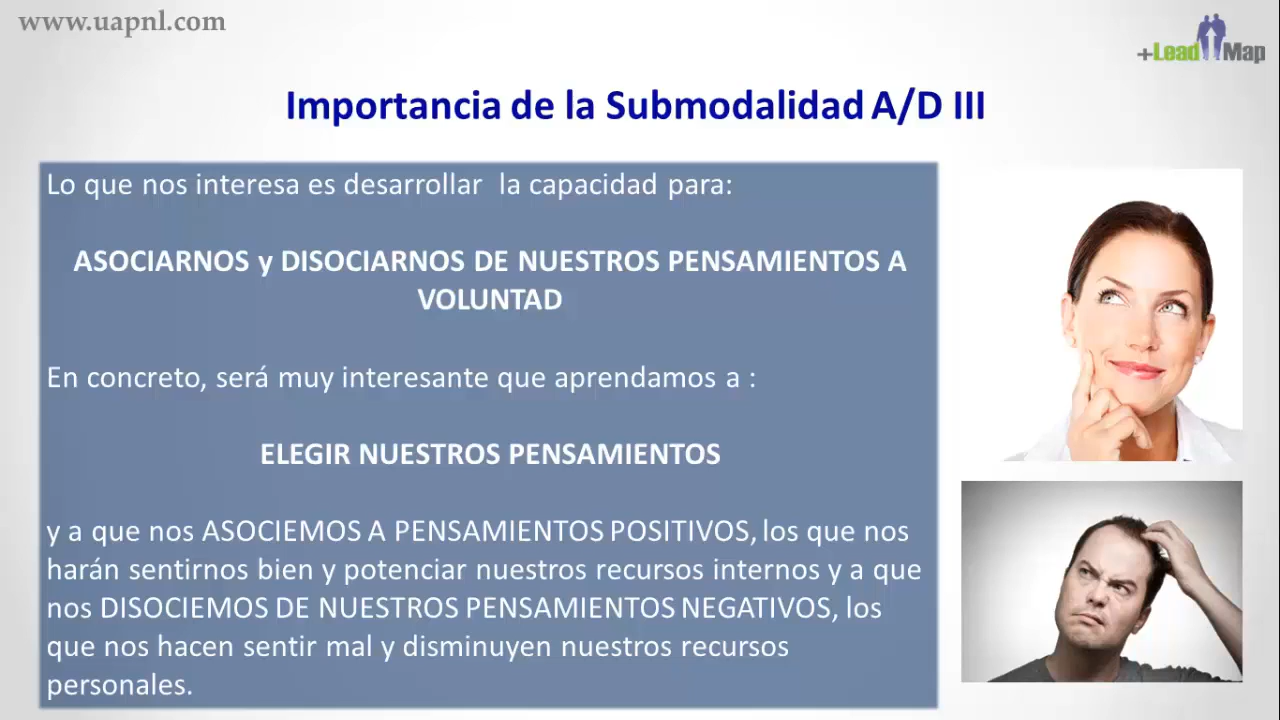 www.uapnl.com
+Lead Map
Importancia de la Submodalidad A/D III
Lo que nos interesa es desarrollar la capacidad para:
ASOCIARNOS y DISOCIARNOS DE NUESTROS PENSAMIENTOS A
VOLUNTAD
En concreto, será muy interesante que aprendamos a :
ELEGIR NUESTROS PENSAMIENTOS
y a que nos ASOCIEMOS A PENSAMIENTOS POSITIVOS, los que nos
harán sentirnos bien y potenciar nuestros recursos internos y a que
nos DISOCIEMOS DE NUESTROS PENSAMIENTOS NEGATIVOS, los
que nos hacen sentir mal y disminuyen nuestros recursos
personales.